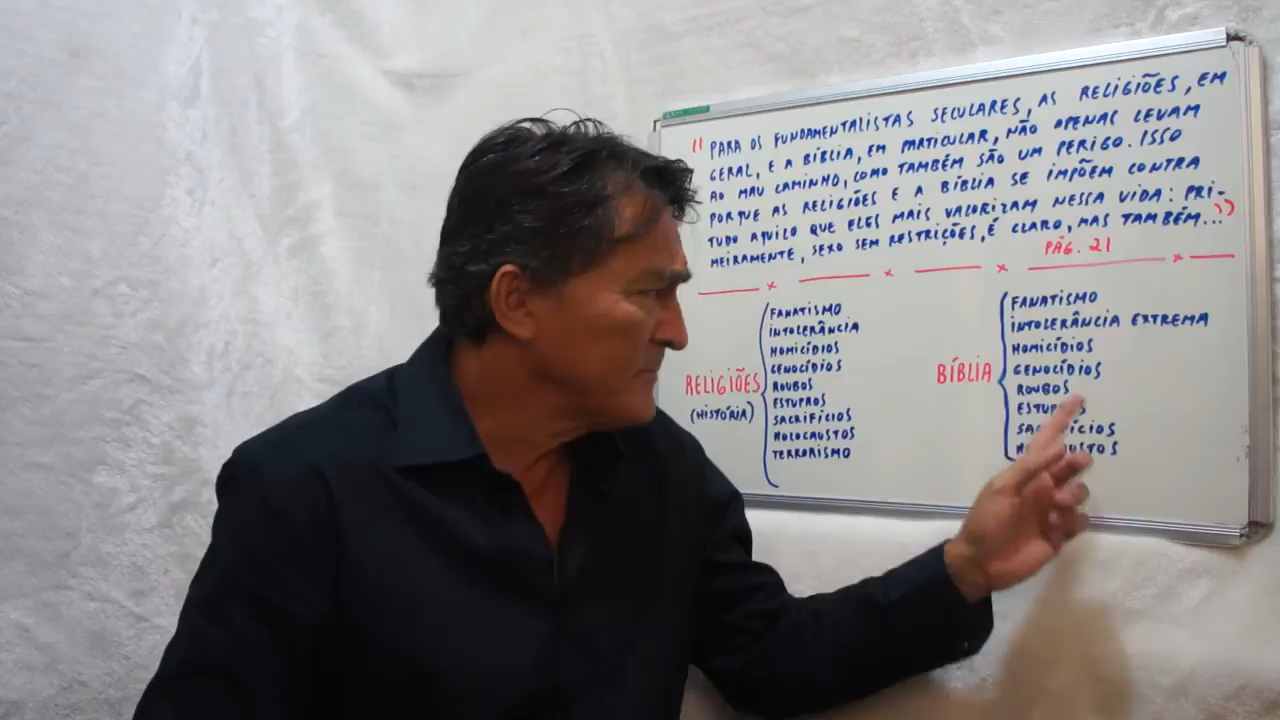 " PARA OS FUNDAMENTALISTAS SECULARES, AS RELIGIÕES, EM
GERAL, E A BÍBLIA, EM PARTICULAR, NÃO APENAS LEVAM
AO MAU CAMINHO, COMO TAMBÉM SÃO UM PERIGO. ISSO
PORQUE AS RELIGIÕES E A BÍBLIA SE IMPÕEM CONTRA
TUDO AQUILO QUE ELES MAIS VALORIZAM NESSA VIDA: PRI-
MEIRAMENTE, SEXO SEM RESTRIÇÕES, É CLARO, MAS TAMBÉM... "
PÁG. 21
RELIGIÕES
(HISTÓRIA)
FANATISMO
INTOLERÂNCIA
HOMICÍDIOS
GENOCÍDIOS
ROUBOS
ESTUPROS
SACRIFÍCIOS
HOLOCAUSTOS
TERRORISMO
BÍBLIA
FANATISMO
INTOLERÂNCIA EXTREMA
HOMICÍDIOS
GENOCÍDIOS
ROUBOS
ESTUPROS
SACRIFÍCIOS
HOLOCAUSTOS